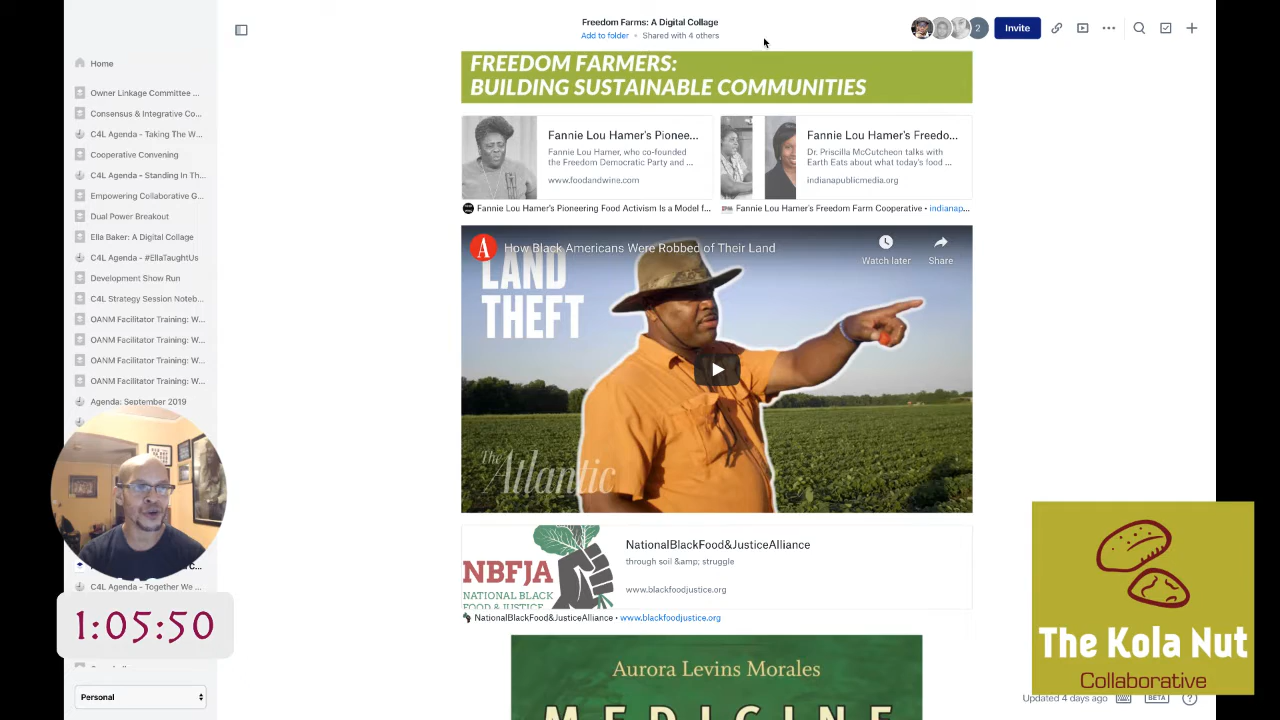 Freedom Farms: A Digital Collage
Add to folder • Shared with 4 others
2
Invite
Home
Owner Linkage Committee ...
Consensus & Integrative Co...
C4L Agenda - Taking The W...
Cooperative Convening
C4L Agenda - Standing In Th...
Empowering Collaborative G...
Dual Power Breakout
Ella Baker: A Digital Collage
C4L Agenda - #EllaTaughtUs
Development Show Run
C4L Strategy Session Noteb...
OANM Facilitator Training: W...
OANM Facilitator Training: W...
OANM Facilitator Training: W...
OANM Facilitator Training: W...
Agenda: September 2019
C4L Agenda - Together We ...
Personal
1:05:50
FREEDOM FARMERS:
BUILDING SUSTAINABLE COMMUNITIES
Fannie Lou Hamer's Pionee...
Fannie Lou Hamer, who co-founded
the Freedom Democratic Party and ...
www.foodandwine.com
Fannie Lou Hamer's Pioneering Food Activism Is a Model f...
Fannie Lou Hamer's Freedo...
Dr. Priscilla McCutcheon talks with
Earth Eats about what today's food ...
indianapublicmedia.org
Fannie Lou Hamer's Freedom Farm Cooperative • indianap...
A
How Black Americans Were Robbed of Their Land
Watch later
Share
LAND
THEFT
The
Atlantic
NBFJA
NATIONAL BLACK
FOOD & JUSTICE
NationalBlackFood&JusticeAlliance
through soil &amp; struggle
www.blackfoodjustice.org
NationalBlackFood&JusticeAlliance • www.blackfoodjustice.org
Aurora Levins Morales
MEDICINE
The Kola Nut
Collaborative
Updated 4 days ago
BETA
?